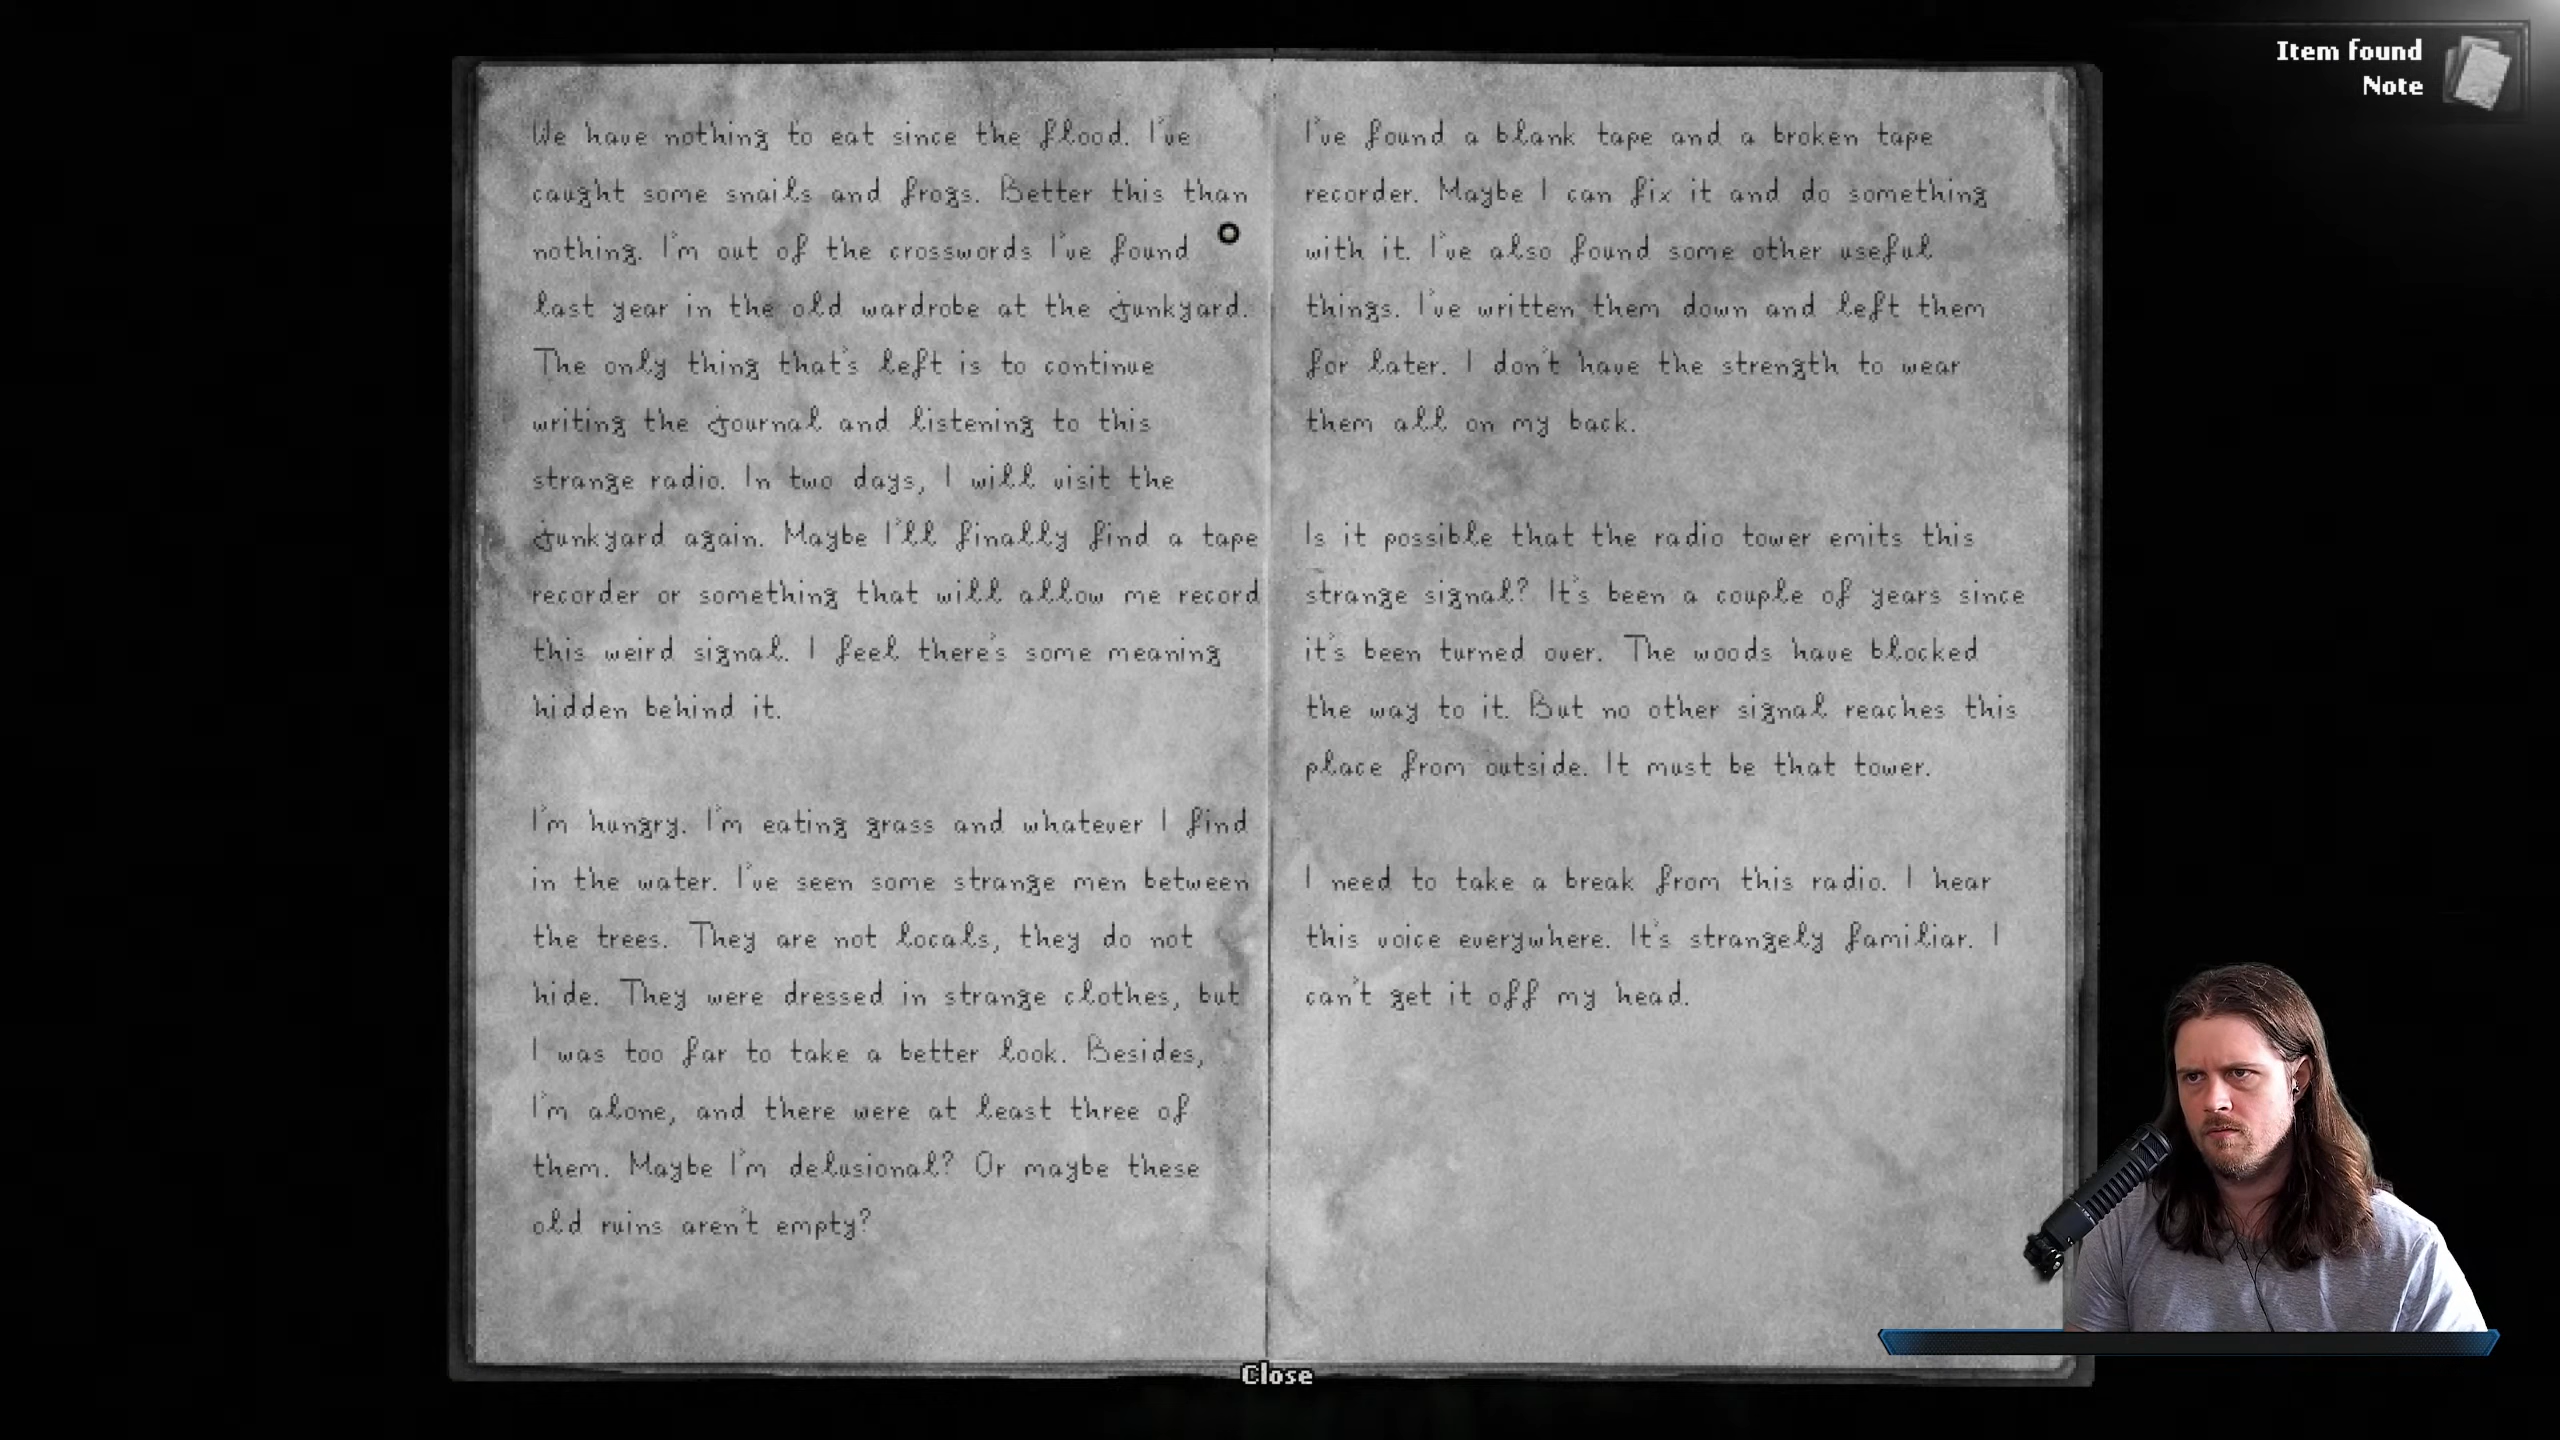 Item found
Note
We have nothing to eat since the flood. I've
caught some snails and frogs. Better this than
nothing. I'm out of the crosswords I've found
last year in the old wardrobe at the junkyard.
The only thing that's left is to continue
writing the journal and listening to this
strange radio. In two days, I will visit the
junkyard again. Maybe I'll finally find a tape
recorder or something that will allow me record
this weird signal. I feel there's some meaning
hidden behind it.
I'm hungry. I'm eating grass and whatever I find
in the water. I've seen some strange men between
the trees. They are not locals, they do not
hide. They were dressed in strange clothes, but
I was too far to take a better look. Besides,
I'm alone, and there were at least three of
them. Maybe I'm delusional? Or maybe these
old ruins aren't empty?
I've found a blank tape and a broken tape
recorder. Maybe I can fix it and do something
with it. I've also found some other useful
things. I've written them down and left them
for later. I don't have the strength to wear
them all on my back.
Is it possible that the radio tower emits this
strange signal? It's been a couple of years since
it's been turned over. The woods have blocked
the way to it. But no other signal reaches this
place from outside. It must be that tower.
I need to take a break from this radio. I hear
this voice everywhere. It's strangely familiar. I
can't get it off my head.
Close